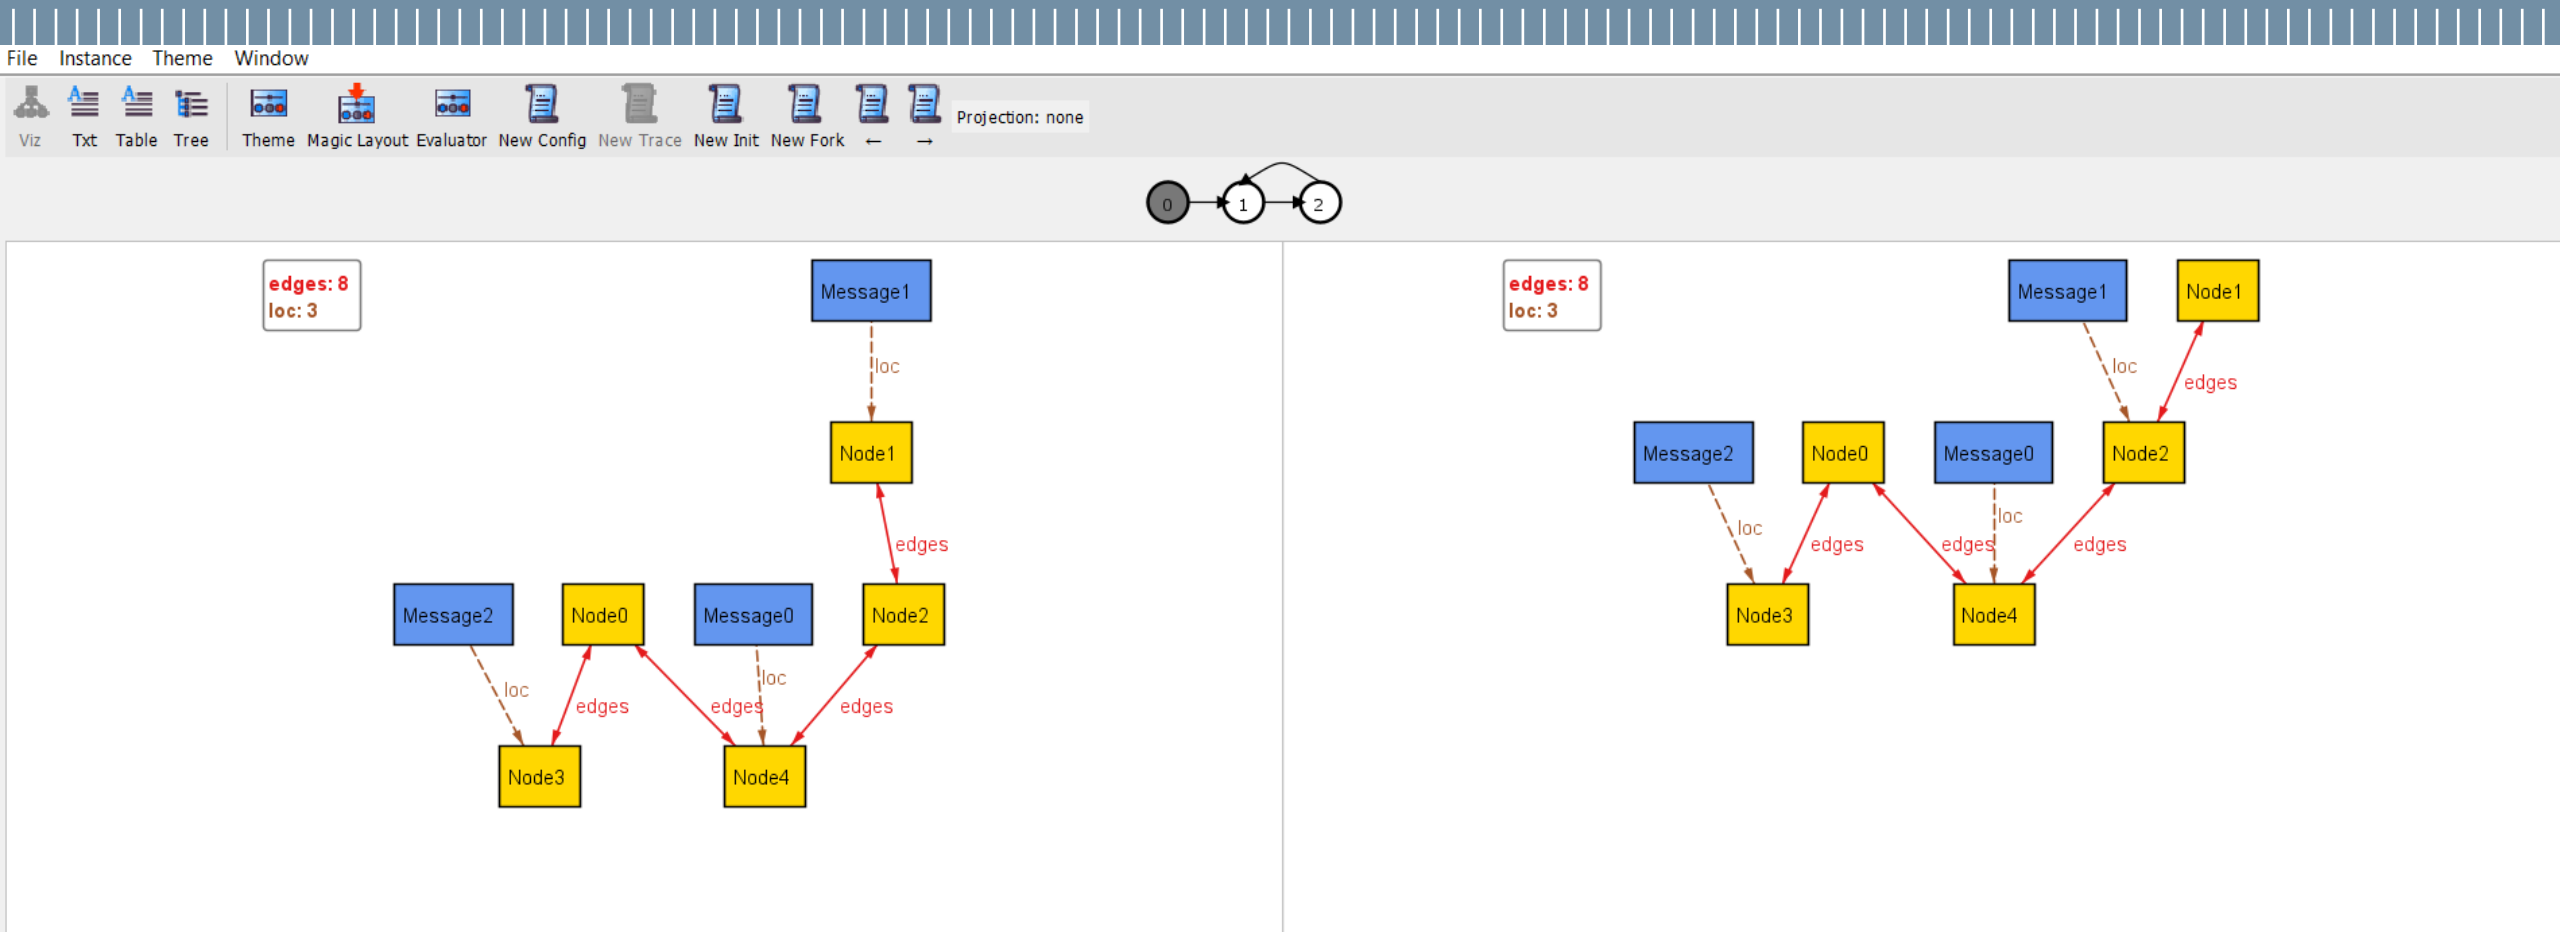 File Instance Theme Window
Viz Txt Table Tree Theme Magic Layout Evaluator New Config New Trace New Init New Fork ← → Projection: none
0 1 2
edges: 8
loc: 3
Message1
loc
Node1
edges
Message2 Node0 Message0 Node2
loc edges edges loc edges
Node3 Node4
edges: 8
loc: 3
Message1 Node1
loc edges
Message2 Node0 Message0 Node2
loc edges edges loc edges
Node3 Node4